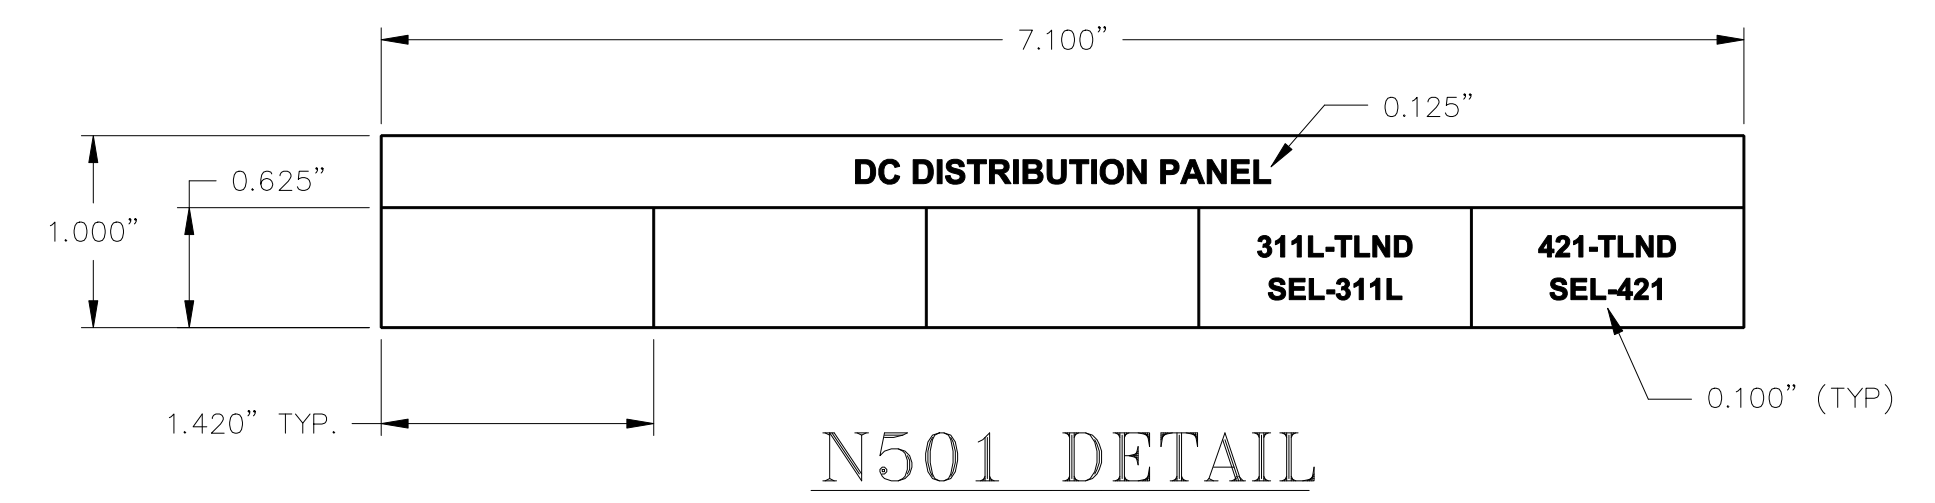 7.100”
0.125”
DC DISTRIBUTION PANEL
0.625”
1.000”
311L-TLND
SEL-311L
421-TLND
SEL-421
0.100” (TYP)
1.420” TYP.
N501 DETAIL